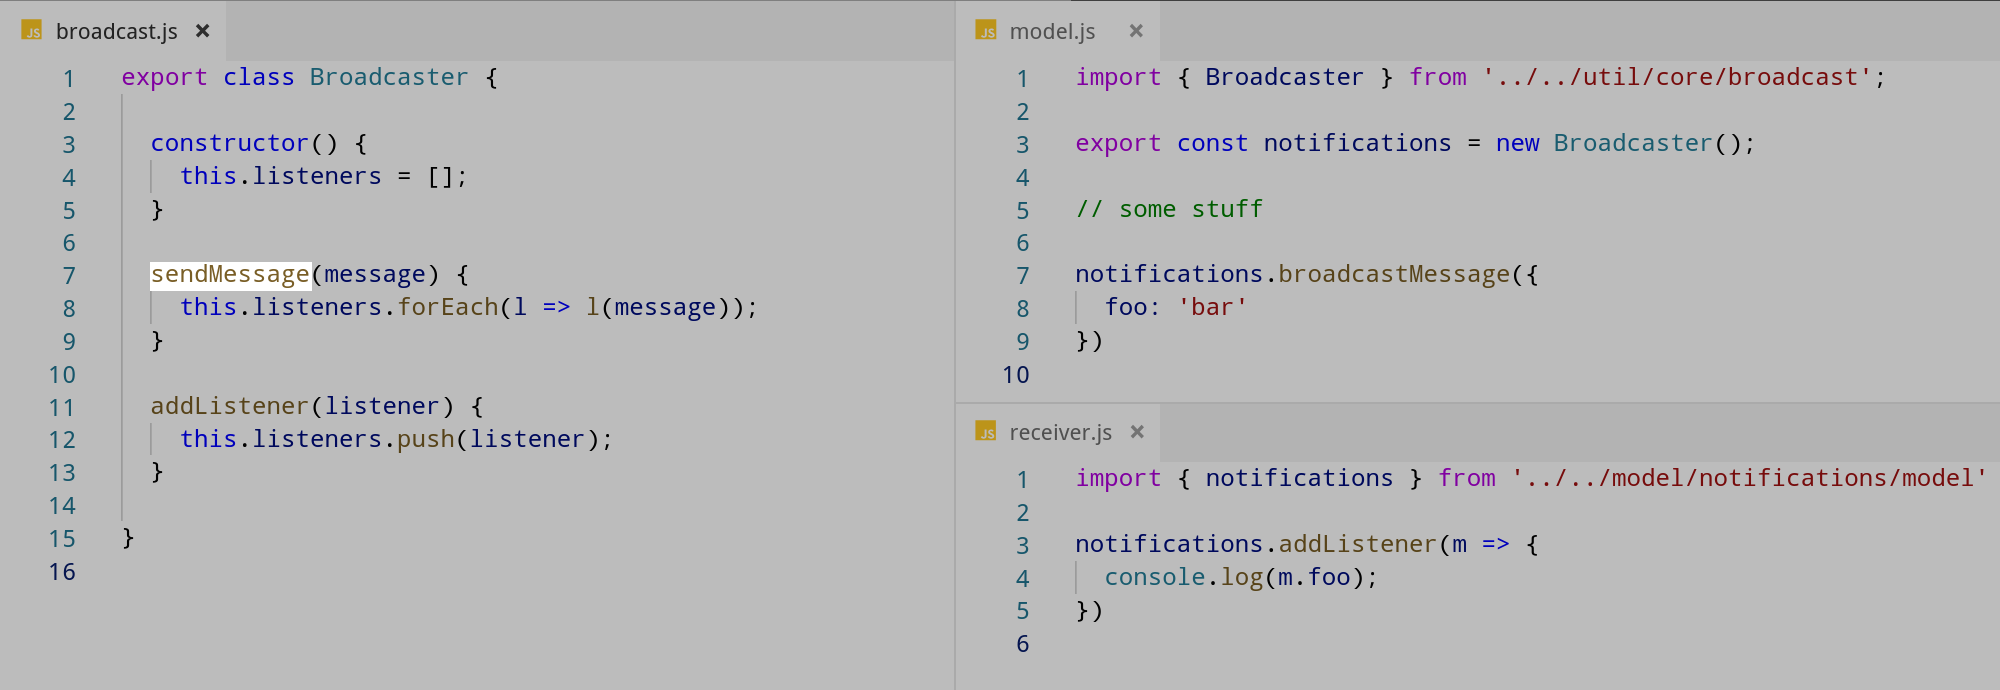 JS broadcast.js ×
1 export class Broadcaster {
2
3 constructor() {
4 this.listeners = [];
5 }
6
7 sendMessage(message) {
8 this.listeners.forEach(l => l(message));
9 }
10
11 addListener(listener) {
12 this.listeners.push(listener);
13 }
14
15 }
16
JS model.js ×
1 import { Broadcaster } from '../../util/core/broadcast';
2
3 export const notifications = new Broadcaster();
4
5 // some stuff
6
7 notifications.broadcastMessage({
8 foo: 'bar'
9 })
10
JS receiver.js ×
1 import { notifications } from '../../model/notifications/model'
2
3 notifications.addListener(m => {
4 console.log(m.foo);
5 })
6